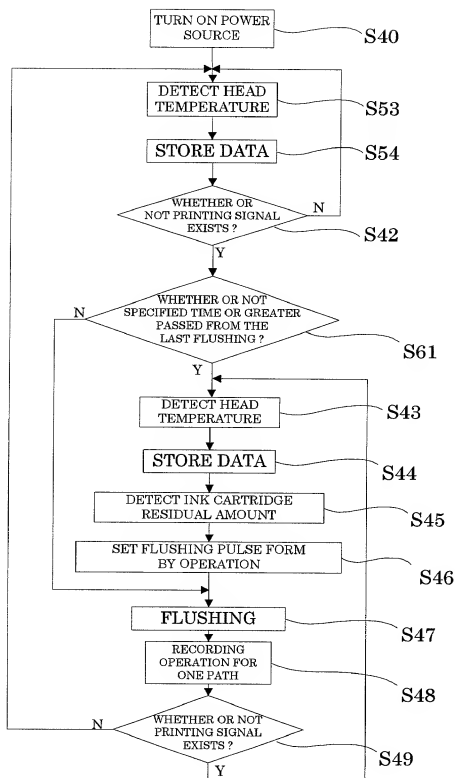 TURN ON POWER
SOURCE
S40
DETECT HEAD
TEMPERATURE
S53
STORE DATA
S54
WHETHER OR
NOT PRINTING SIGNAL
EXISTS ?
N
S42
Y
WHETHER OR NOT
SPECIFIED TIME OR GREATER
PASSED FROM THE
LAST FLUSHING ?
N
S61
Y
DETECT HEAD
TEMPERATURE
S43
STORE DATA
S44
DETECT INK CARTRIDGE
RESIDUAL AMOUNT
S45
SET FLUSHING PULSE FORM
BY OPERATION
S46
FLUSHING
S47
RECORDING
OPERATION FOR
ONE PATH
S48
N
WHETHER OR NOT
PRINTING SIGNAL
EXISTS ?
S49
Y